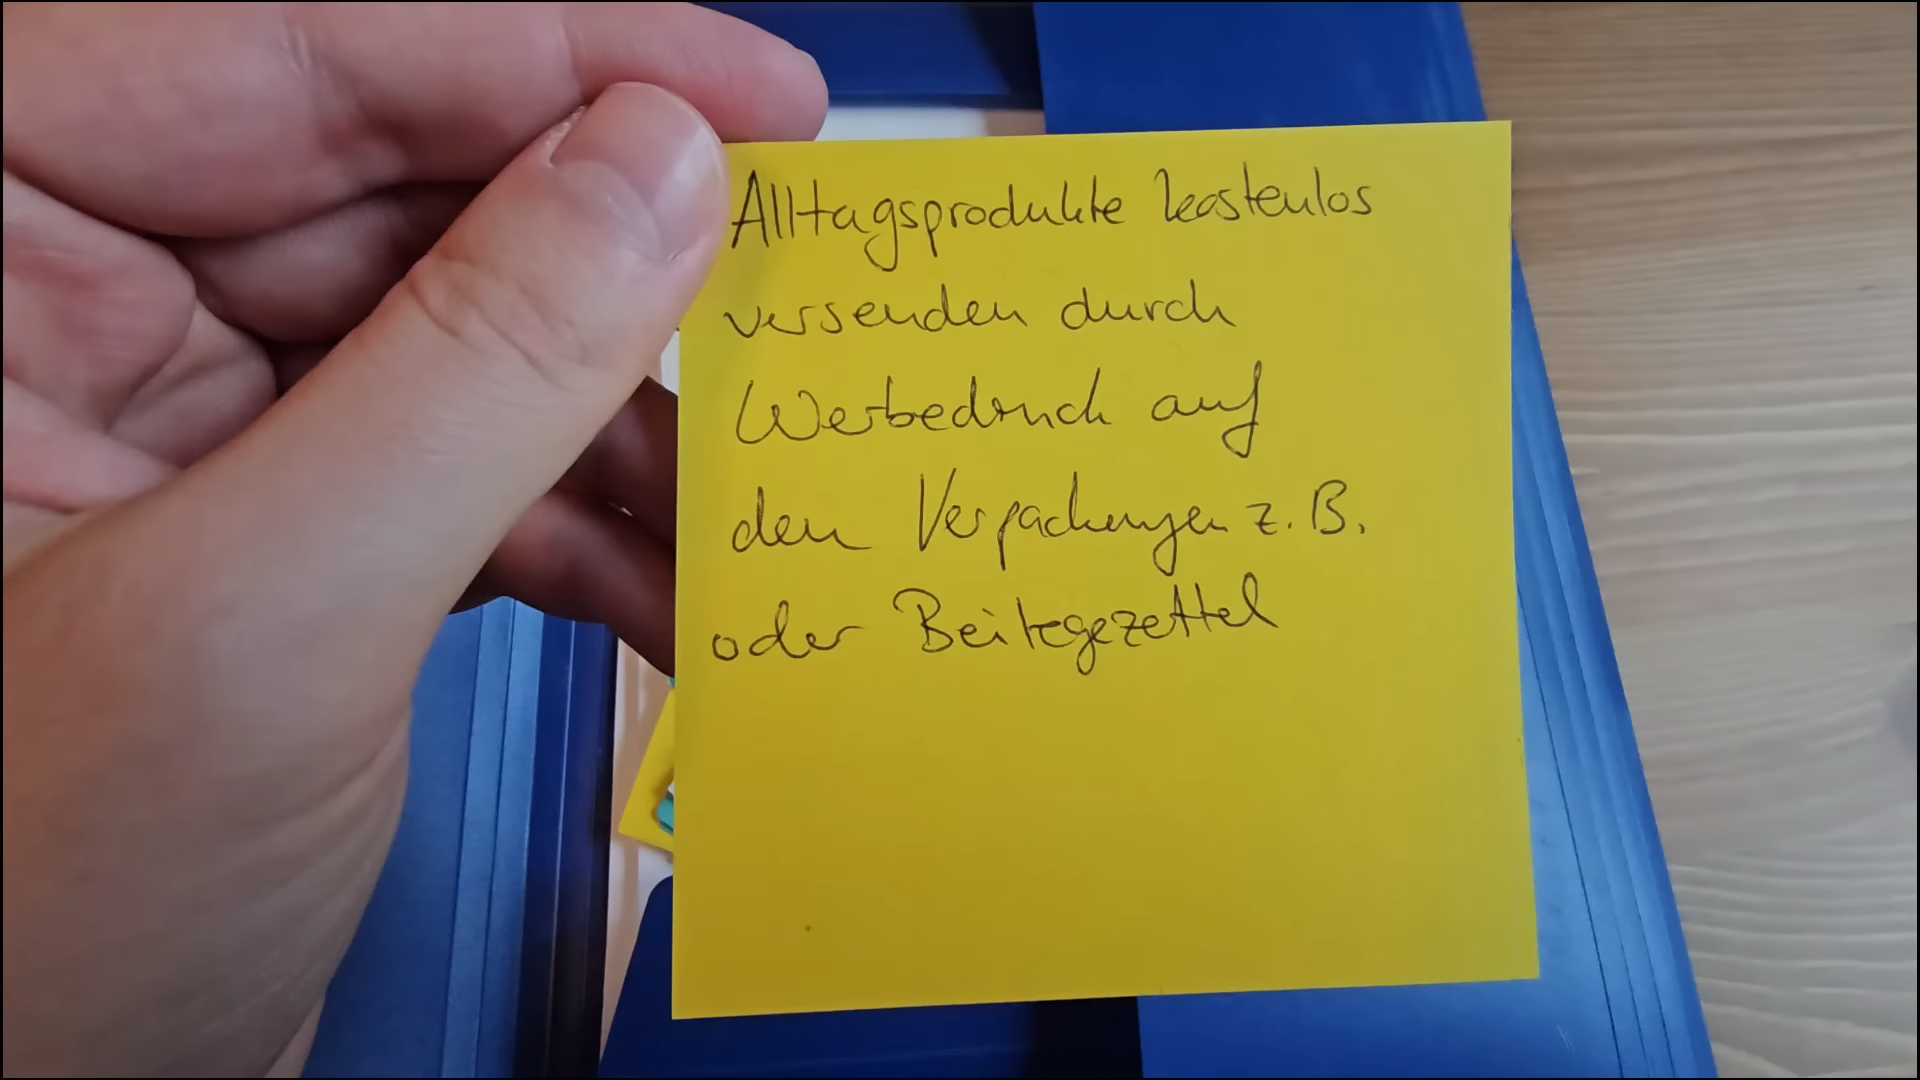 Alltagsprodukte kostenlos
versenden durch
Werbedruck auf
den Verpackungen z. B.
oder Beilegezettel